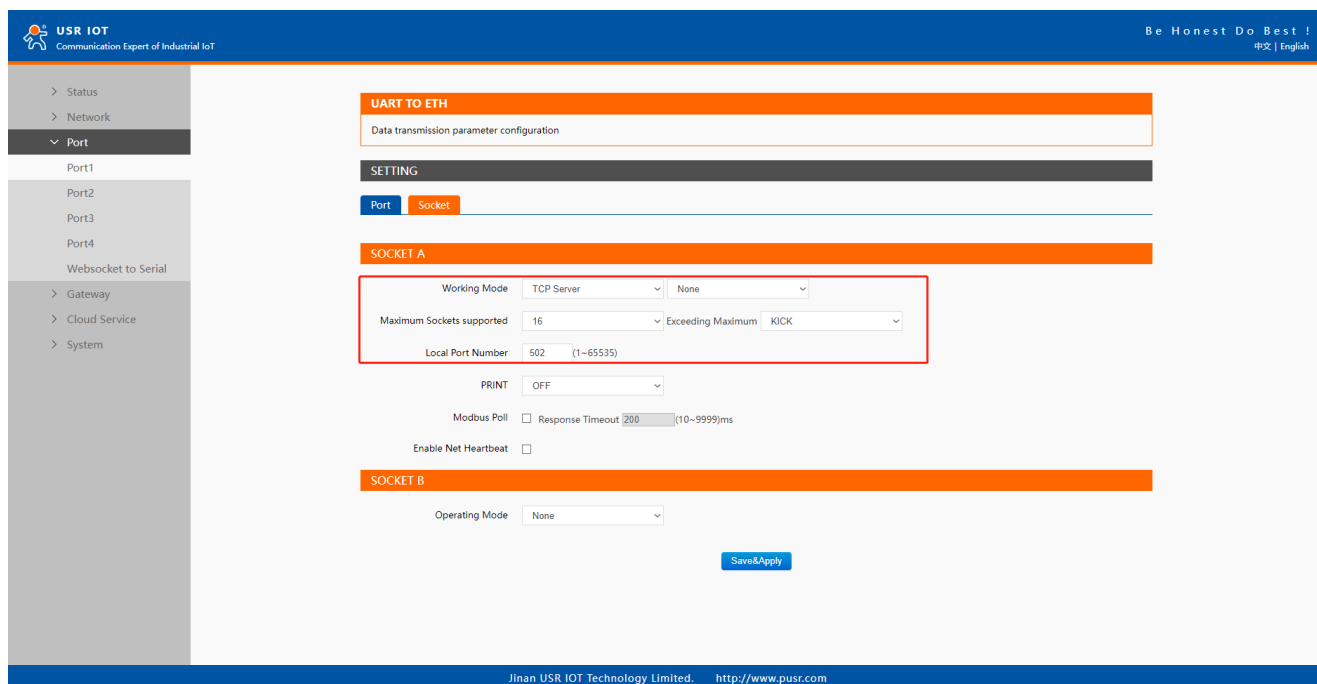 USR IOT
Communication Expert of Industrial IoT
Be Honest Do Best !
中文 | English
Status
Network
Port
Port1
Port2
Port3
Port4
Websocket to Serial
Gateway
Cloud Service
System
UART TO ETH
Data transmission parameter configuration
SETTING
Port Socket
SOCKET A
Working Mode TCP Server None
Maximum Sockets supported 16 Exceeding Maximum KICK
Local Port Number 502 (1~65535)
PRINT OFF
Modbus Poll Response Timeout 200 (10~9999)ms
Enable Net Heartbeat
SOCKET B
Operating Mode None
Save&Apply
Jinan USR IOT Technology Limited. http://www.pusr.com